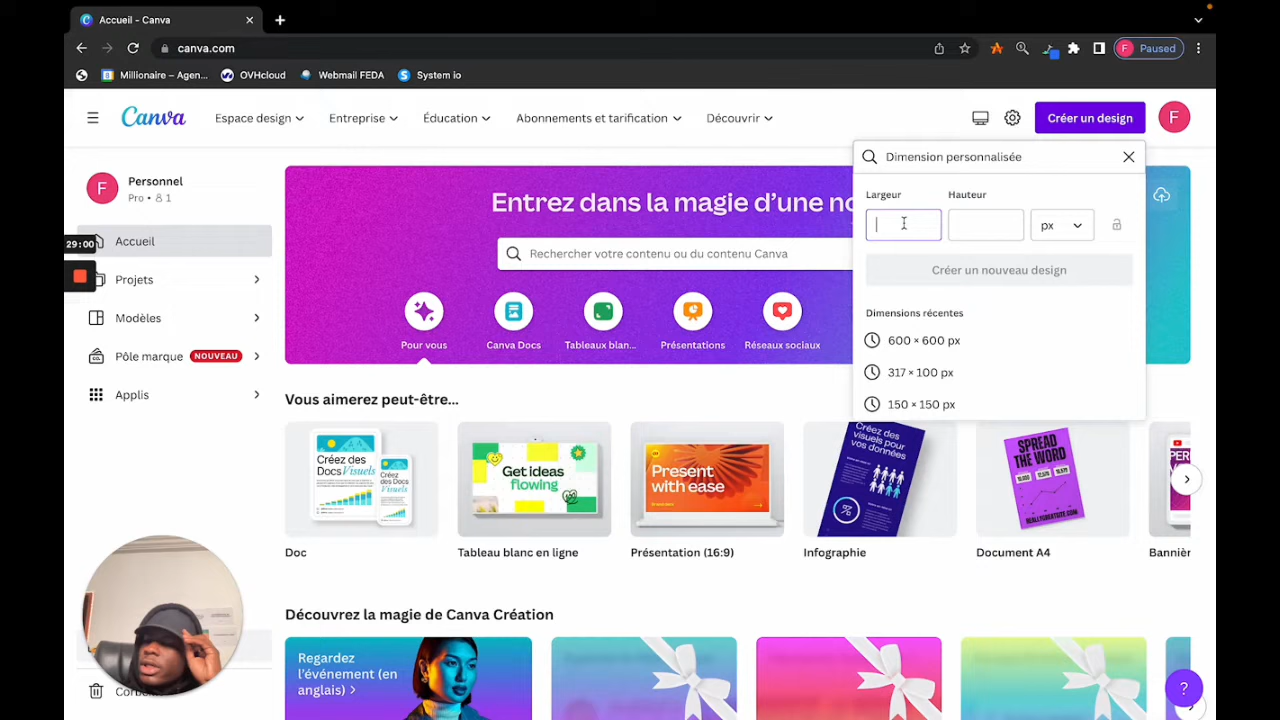 Accueil - Canva
canva.com
Paused
Millionaire – Agen...
OVHcloud
Webmail FEDA
System io
Canva
Espace design
Entreprise
Éducation
Abonnements et tarification
Découvrir
Créer un design
F
F
Personnel
Pro • 1
Accueil
29:00
Projets
Modèles
Pôle marque
NOUVEAU
Applis
Entrez dans la magie d'une no
Rechercher votre contenu ou du contenu Canva
Pour vous
Canva Docs
Tableaux blan...
Présentations
Réseaux sociaux
Dimension personnalisée
Largeur
Hauteur
px
Créer un nouveau design
Dimensions récentes
600 × 600 px
317 × 100 px
150 × 150 px
Vous aimerez peut-être...
Créez des
Docs
Visuels
Get ideas
flowing
Present
with ease
Créez des
visuels pour
vos données
SPREAD
THE WORD
Doc
Tableau blanc en ligne
Présentation (16:9)
Infographie
Document A4
Bannièr
Découvrez la magie de Canva Création
Regardez
l'événement (en
anglais)
?